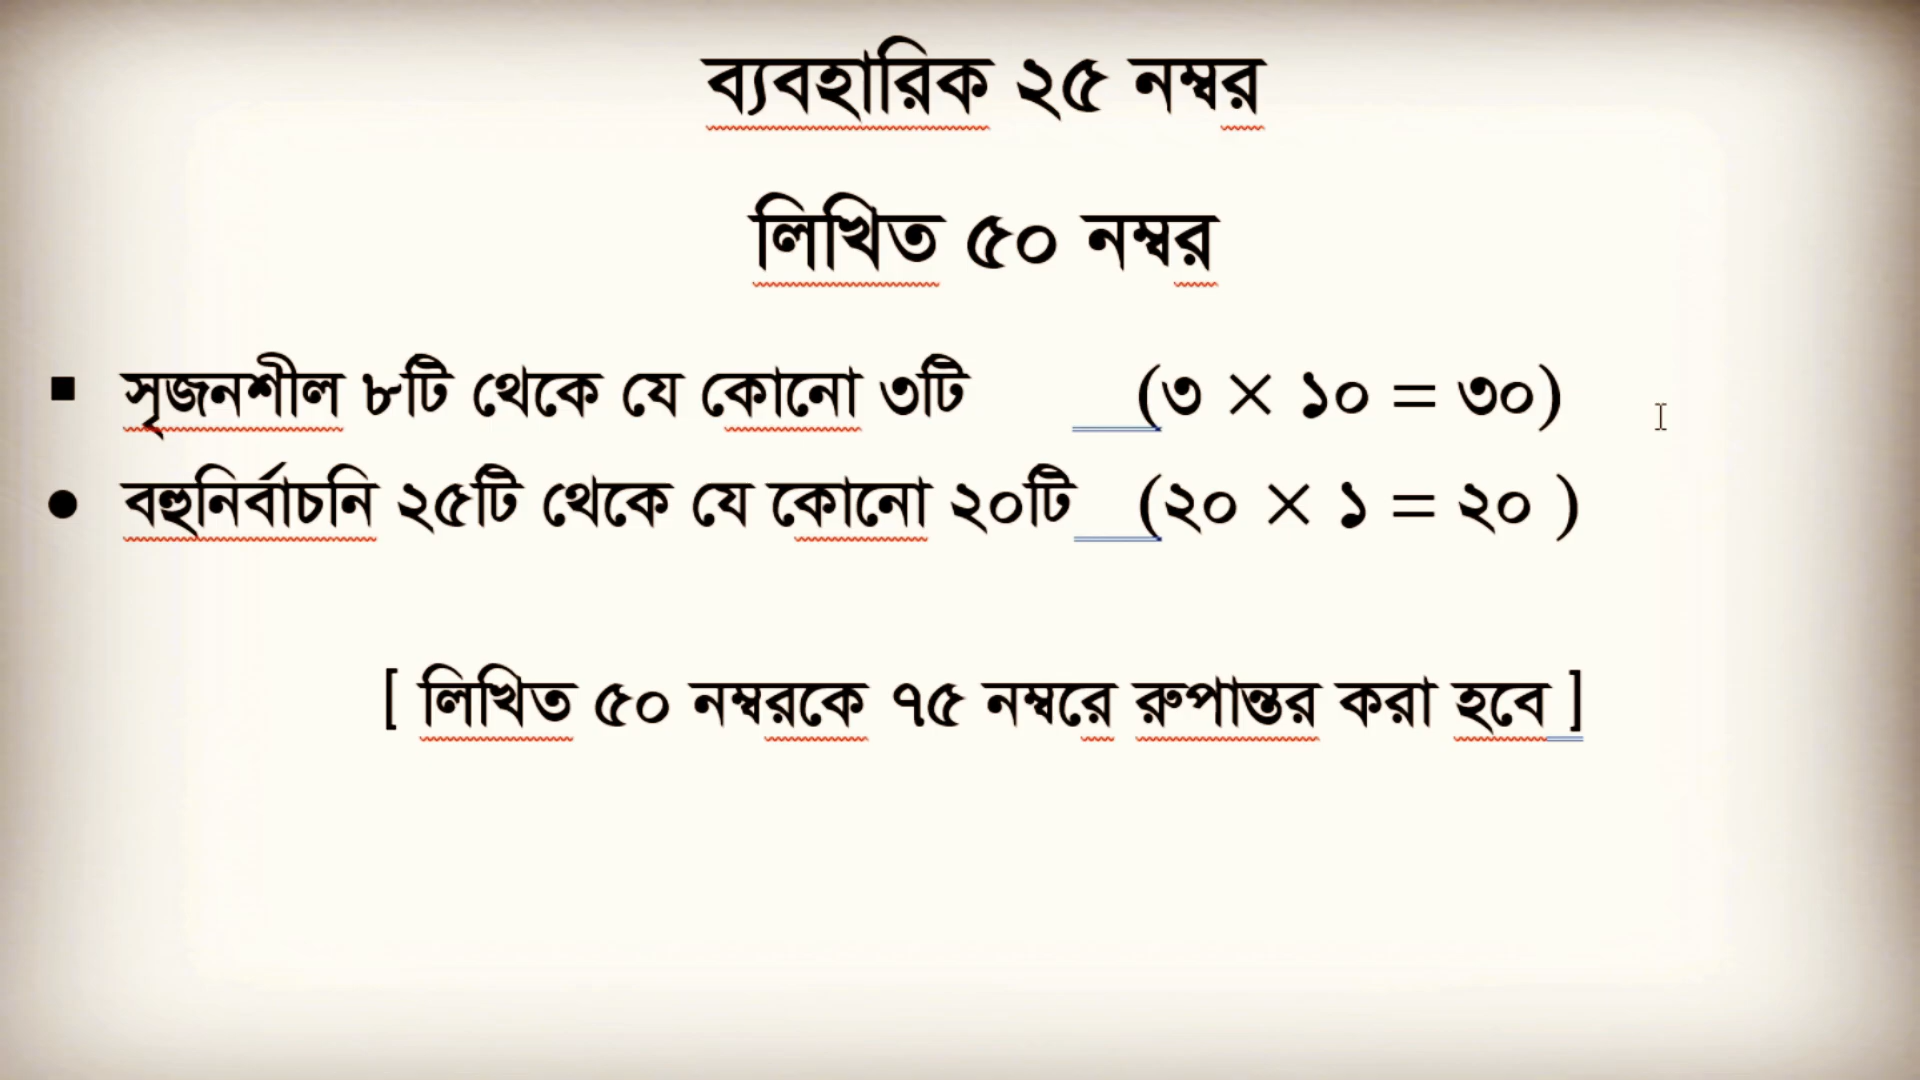 ব্যবহারিক ২৫ নম্বর
লিখিত ৫০ নম্বর
▪ সৃজনশীল ৮টি থেকে যে কোনো ৩টি (৩ × ১০ = ৩০)
• বহুনির্বাচনি ২৫টি থেকে যে কোনো ২০টি (২০ × ১ = ২০ )
[ লিখিত ৫০ নম্বরকে ৭৫ নম্বরে রুপান্তর করা হবে ]